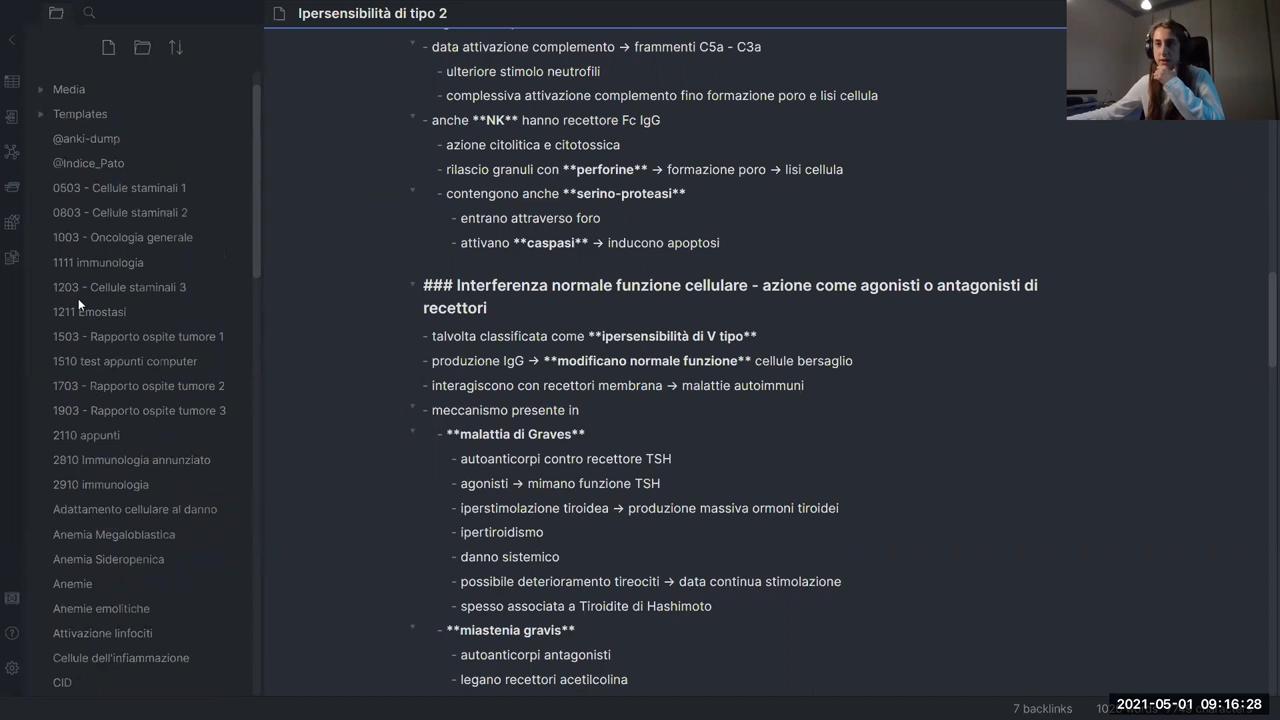 Ipersensibilità di tipo 2
Media
Templates
@anki-dump
@Indice_Pato
0503 - Cellule staminali 1
0803 - Cellule staminali 2
1003 - Oncologia generale
1111 immunologia
1203 - Cellule staminali 3
1211 Emostasi
1503 - Rapporto ospite tumore 1
1510 test appunti computer
1703 - Rapporto ospite tumore 2
1903 - Rapporto ospite tumore 3
2110 appunti
2810 Immunologia annunziato
2910 immunologia
Adattamento cellulare al danno
Anemia Megaloblastica
Anemia Sideropenica
Anemie
Anemie emolitiche
Attivazione linfociti
Cellule dell'infiammazione
CID
- data attivazione complemento → frammenti C5a - C3a
- ulteriore stimolo neutrofili
- complessiva attivazione complemento fino formazione poro e lisi cellula
- anche **NK** hanno recettore Fc IgG
- azione citolitica e citotossica
- rilascio granuli con **perforine** → formazione poro → lisi cellula
- contengono anche **serino-proteasi**
- entrano attraverso foro
- attivano **caspasi** → inducono apoptosi
### Interferenza normale funzione cellulare - azione come agonisti o antagonisti di
recettori
- talvolta classificata come **ipersensibilità di V tipo**
- produzione IgG → **modificano normale funzione** cellule bersaglio
- interagiscono con recettori membrana → malattie autoimmuni
- meccanismo presente in
- **malattia di Graves**
- autoanticorpi contro recettore TSH
- agonisti → mimano funzione TSH
- iperstimolazione tiroidea → produzione massiva ormoni tiroidei
- ipertiroidismo
- danno sistemico
- possibile deterioramento tireociti → data continua stimolazione
- spesso associata a Tiroidite di Hashimoto
- **miastenia gravis**
- autoanticorpi antagonisti
- legano recettori acetilcolina
7 backlinks
2021-05-01 09:16:28